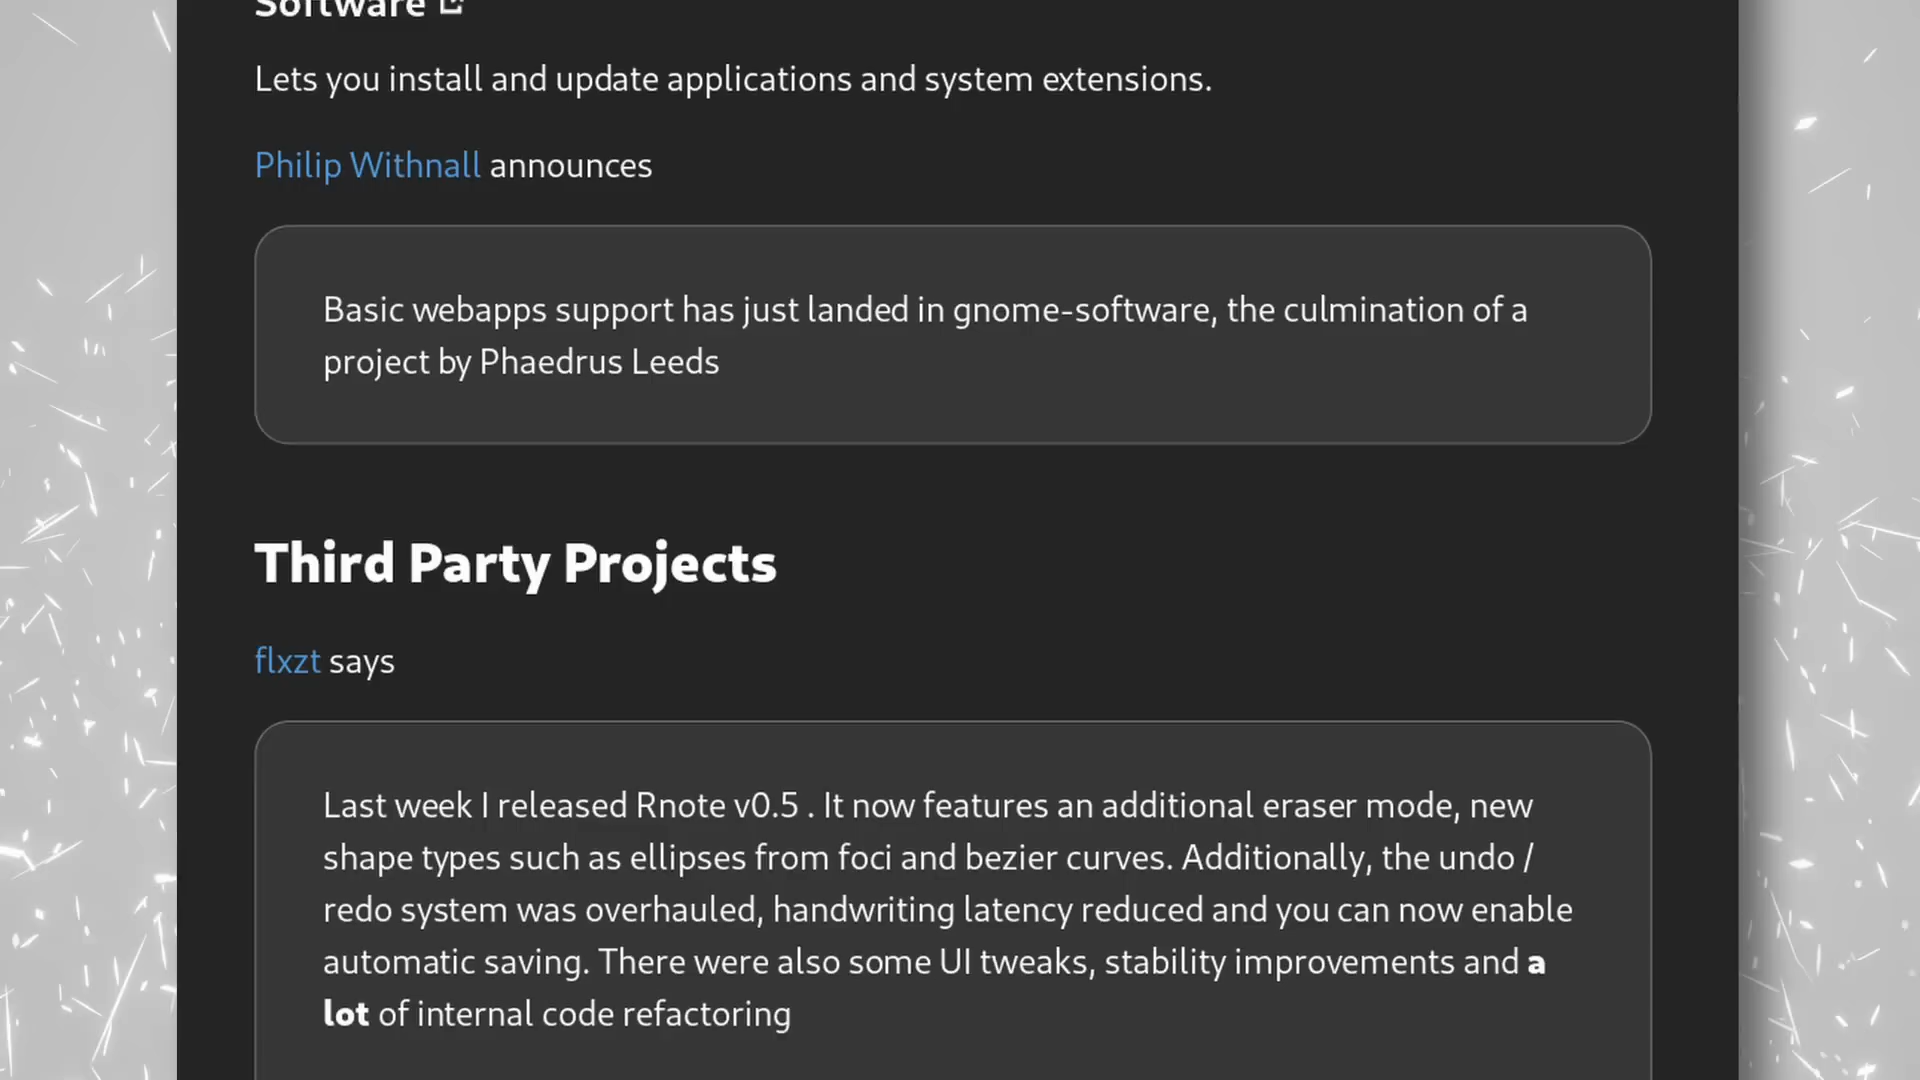 Software
Lets you install and update applications and system extensions.
Philip Withnall announces
Basic webapps support has just landed in gnome-software, the culmination of a
project by Phaedrus Leeds
Third Party Projects
flxzt says
Last week I released Rnote v0.5 . It now features an additional eraser mode, new
shape types such as ellipses from foci and bezier curves. Additionally, the undo /
redo system was overhauled, handwriting latency reduced and you can now enable
automatic saving. There were also some UI tweaks, stability improvements and a
lot of internal code refactoring